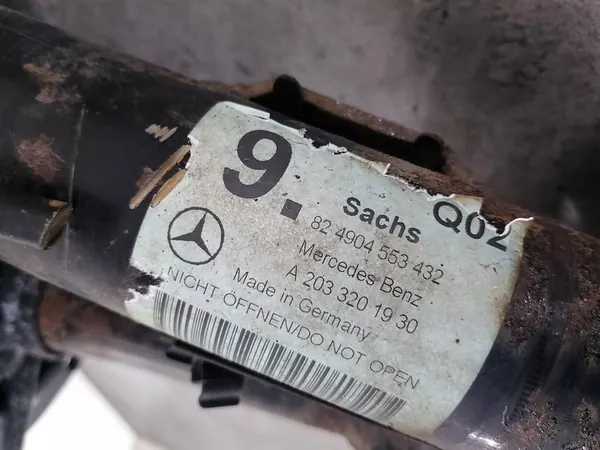 9.
Sachs Q02
82 4904 553 432
Mercedes Benz
A 203 320 19 30
Made in Germany
NICHT ÖFFNEN/DO NOT OPEN